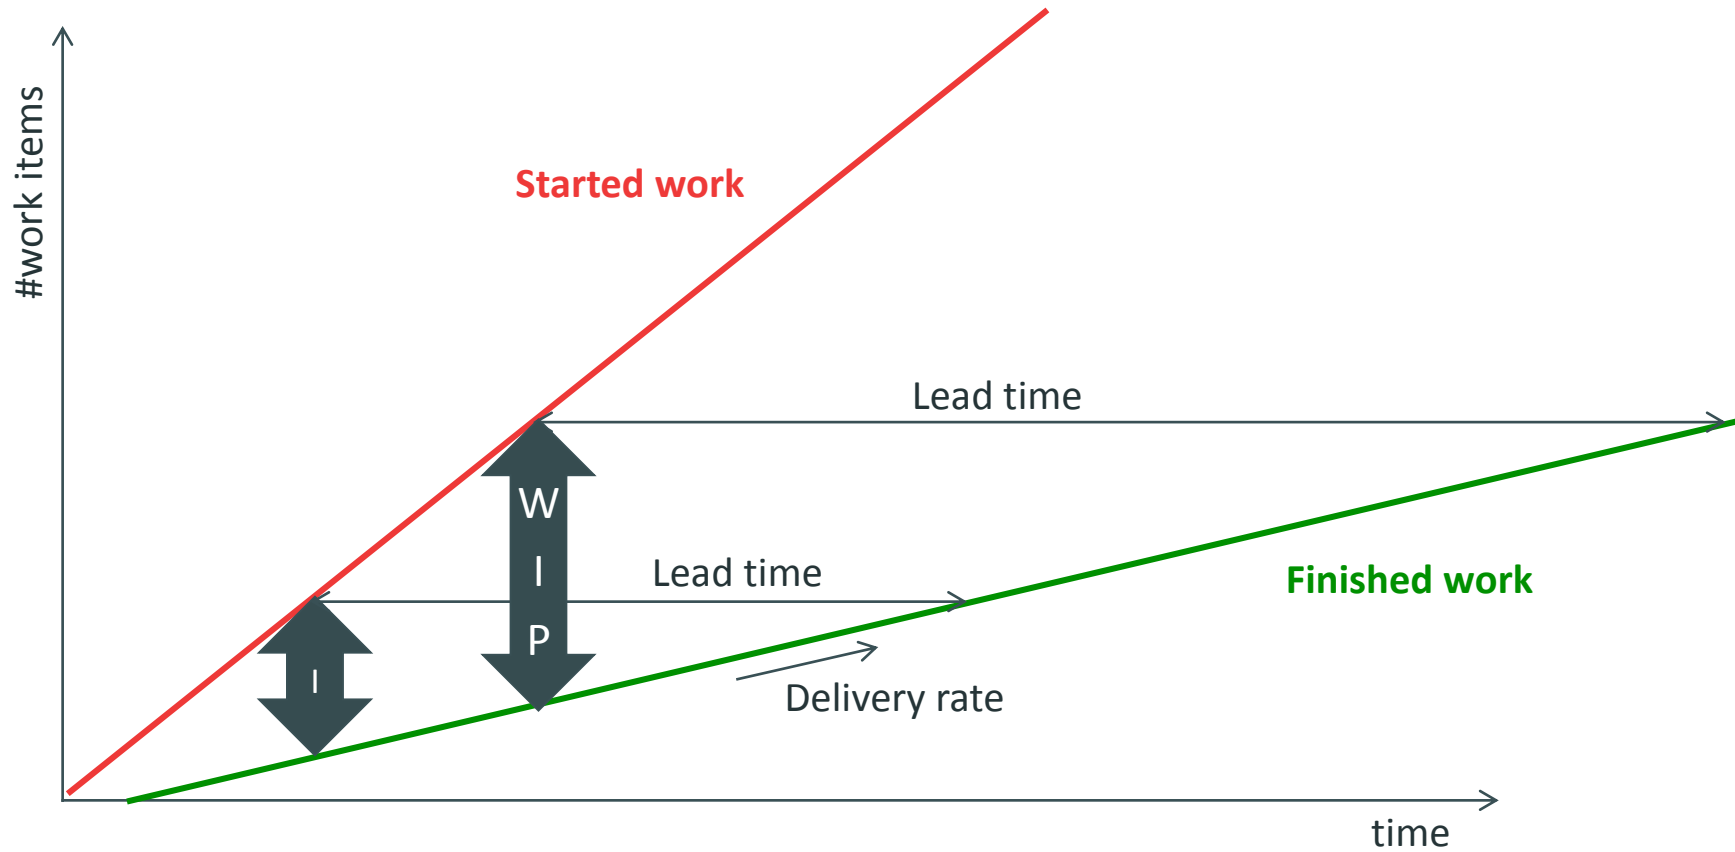 #work items
Started work
Lead time
W
I
P
Lead time
Finished work
I
Delivery rate
time